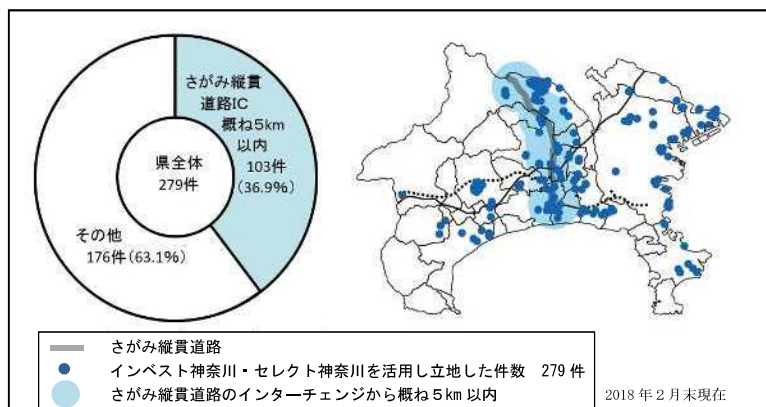 さがみ縦貫
道路IC
概ね5km
以内
103件
(36.9%)
県全体
279件
その他
176件(63.1%)
さがみ縦貫道路
インベスト神奈川・セレクト神奈川を活用し立地した件数 279件
さがみ縦貫道路のインターチェンジから概ね5km以内
2018年2月末現在